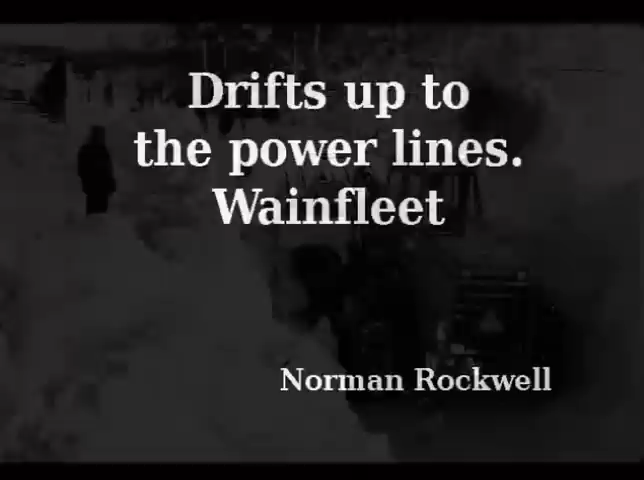 Drifts up to
the power lines.
Wainfleet
Norman Rockwell